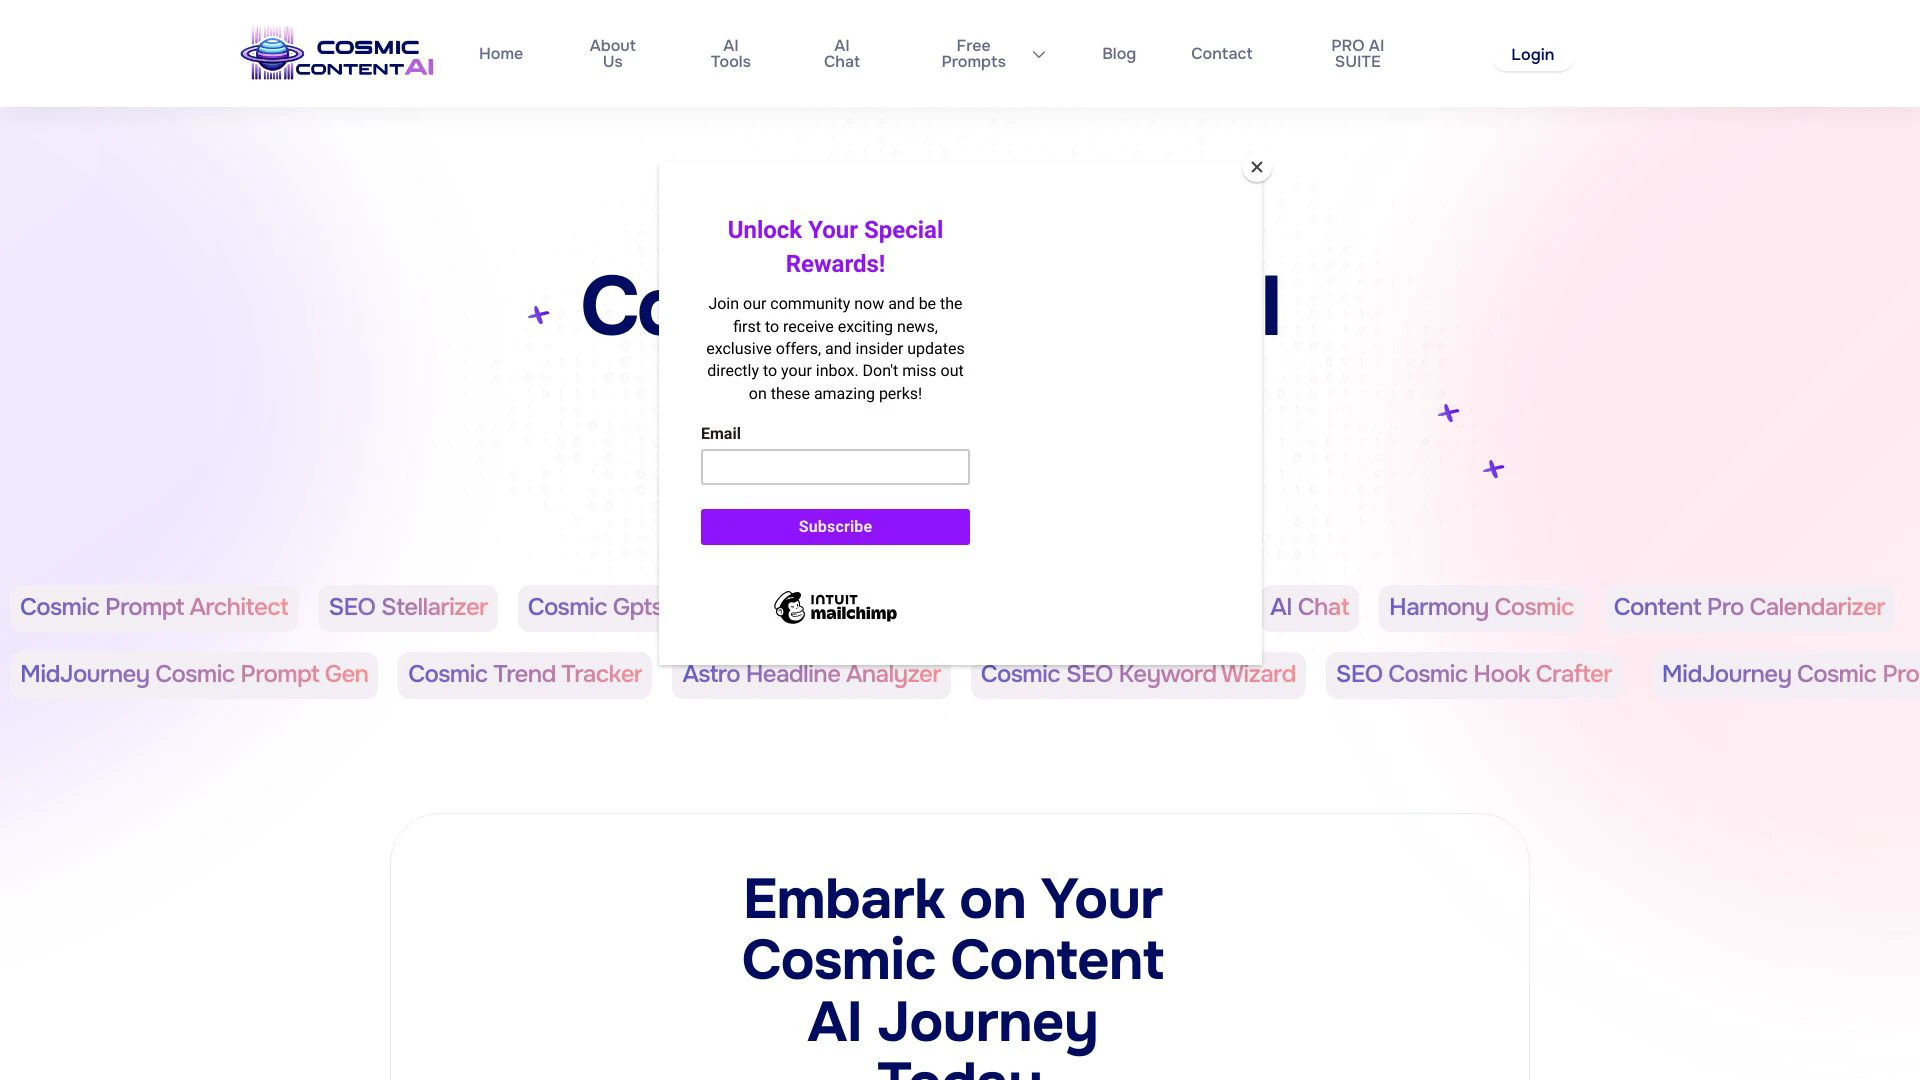 COSMIC
CONTENT AI
Home
About
Us
AI
Tools
AI
Chat
Free
Prompts
Blog
Contact
PRO AI
SUITE
Login
Unlock Your Special
Rewards!
Join our community now and be the
first to receive exciting news,
exclusive offers, and insider updates
directly to your inbox. Don't miss out
on these amazing perks!
Email
Subscribe
INTUIT
mailchimp
Cosmic Prompt Architect
SEO Stellarizer
Cosmic Gpts
AI Chat
Harmony Cosmic
Content Pro Calendarizer
MidJourney Cosmic Prompt Gen
Cosmic Trend Tracker
Astro Headline Analyzer
Cosmic SEO Keyword Wizard
SEO Cosmic Hook Crafter
MidJourney Cosmic Pro
Embark on Your
Cosmic Content
AI Journey
Today